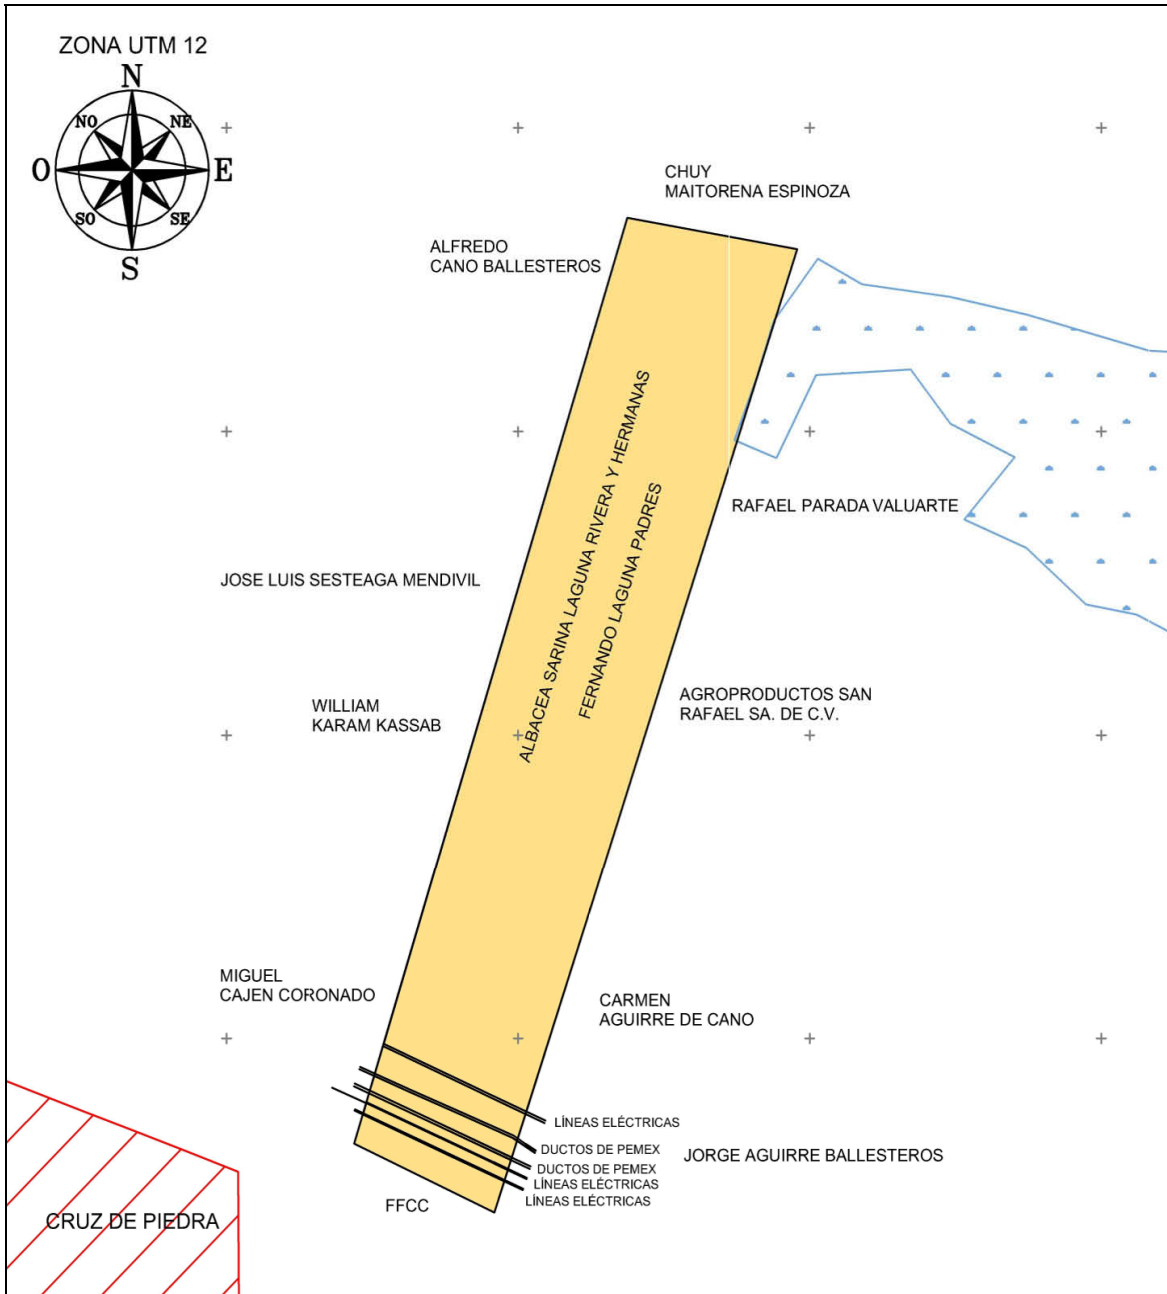 ZONA UTM 12
N
NO
NE
O
E
SO
SE
S
CHUY
MAITORENA ESPINOZA
ALFREDO
CANO BALLESTEROS
ALBACEA SARINA LAGUNA RIVERA Y HERMANAS
FERNANDO LAGUNA PADRES
RAFAEL PARADA VALUARTE
JOSE LUIS SESTEAGA MENDIVIL
WILLIAM
KARAM KASSAB
AGROPRODUCTOS SAN
RAFAEL SA. DE C.V.
MIGUEL
CAJEN CORONADO
CARMEN
AGUIRRE DE CANO
LÍNEAS ELÉCTRICAS
DUCTOS DE PEMEX
JORGE AGUIRRE BALLESTEROS
DUCTOS DE PEMEX
LÍNEAS ELÉCTRICAS
LÍNEAS ELÉCTRICAS
FFCC
CRUZ DE PIEDRA